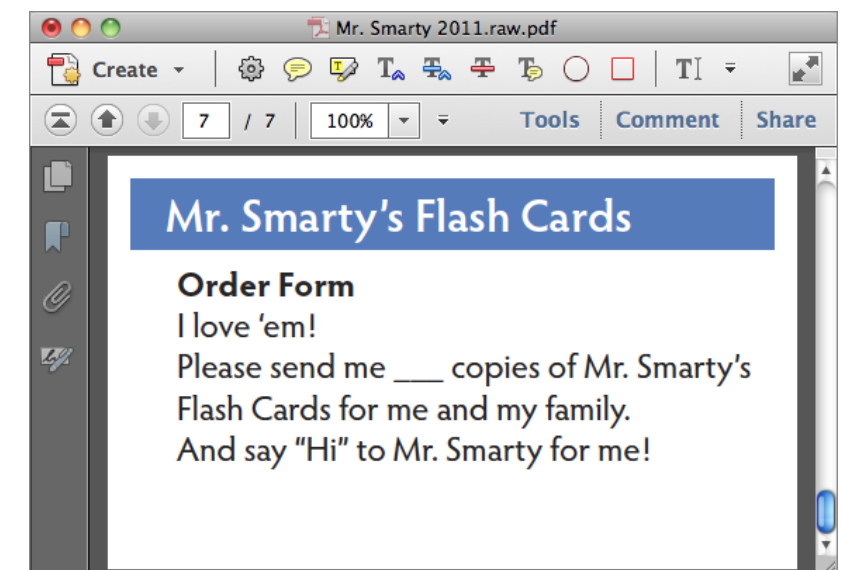 Mr. Smarty 2011.raw.pdf
Create
7 / 7 100% Tools Comment Share
Mr. Smarty's Flash Cards
Order Form
I love ‘em!
Please send me ___ copies of Mr. Smarty's
Flash Cards for me and my family.
And say "Hi" to Mr. Smarty for me!